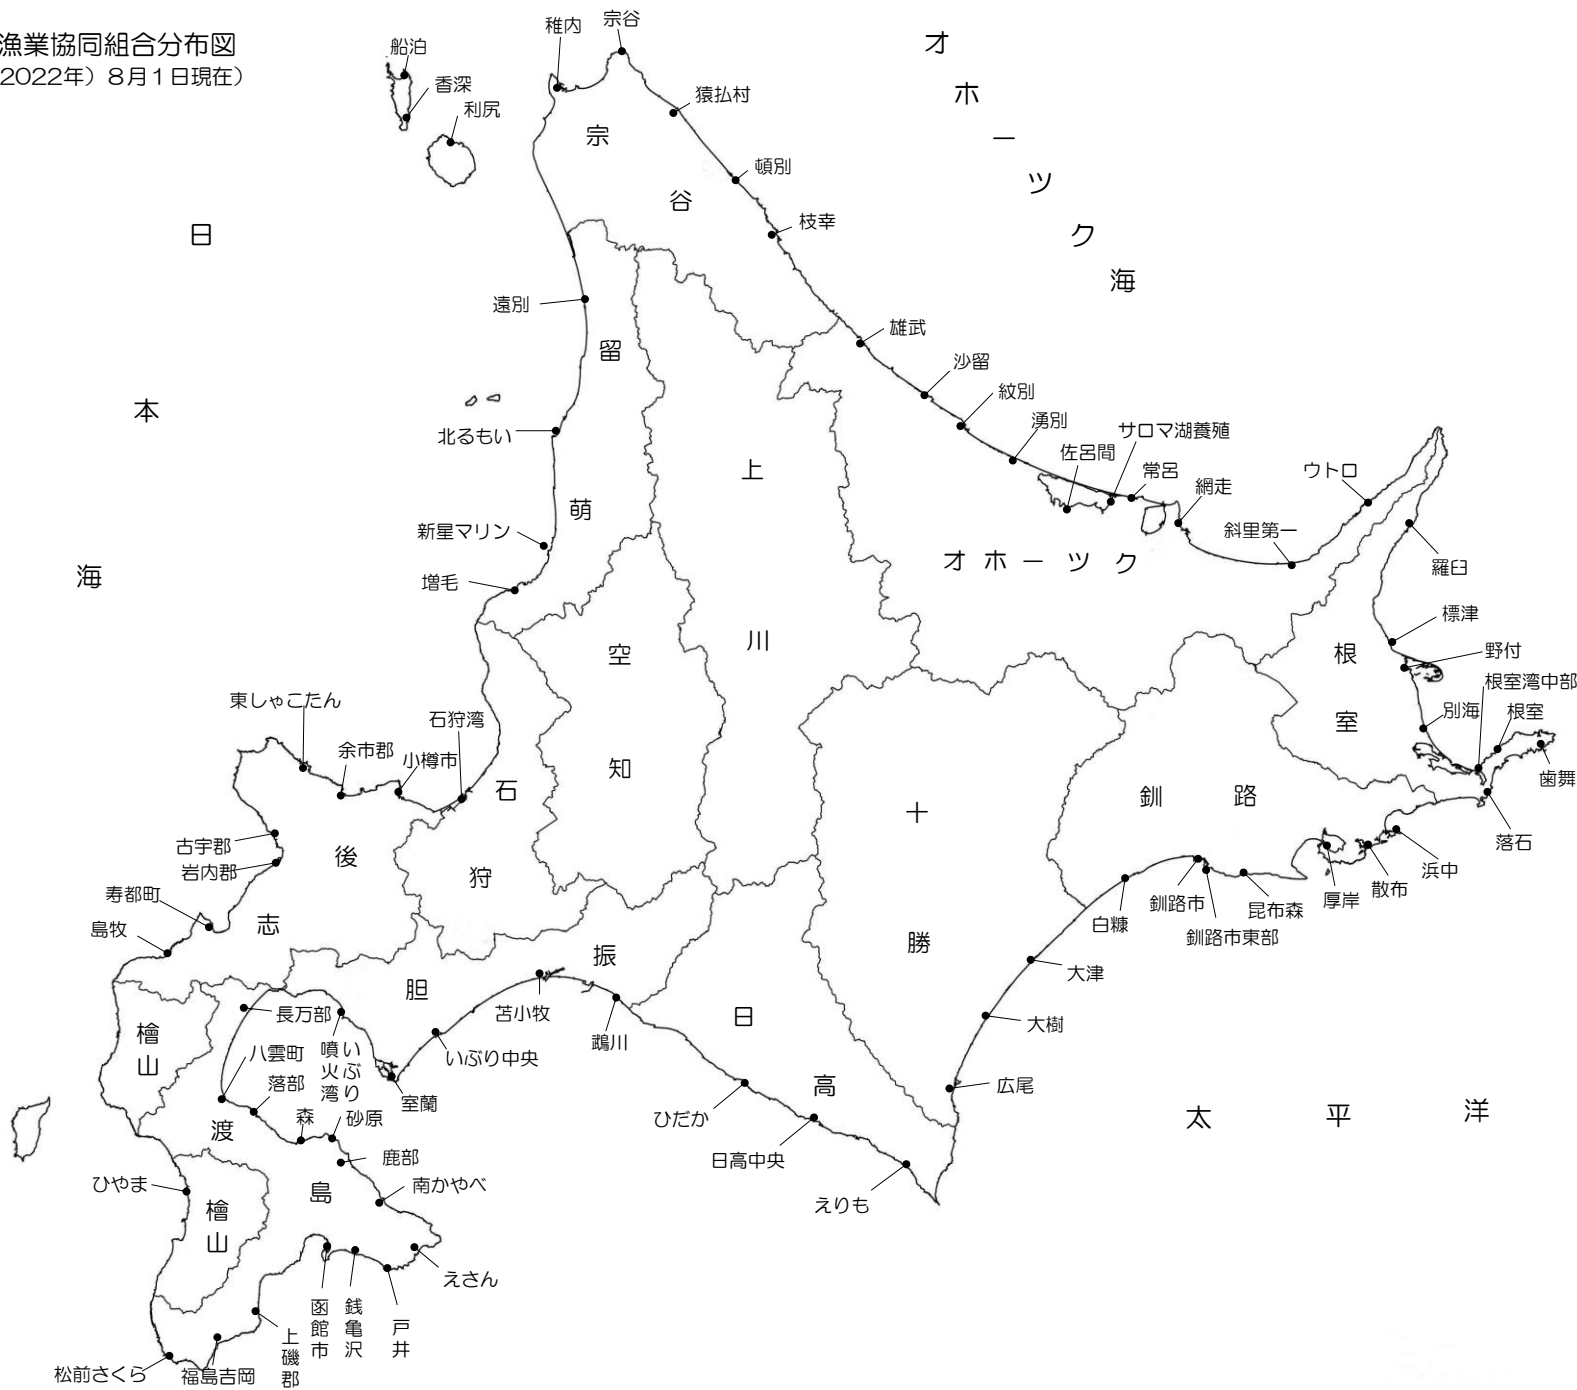 漁業協同組合分布図
2022年）８月１日現在）
船泊
香深
利尻
稚内
宗谷
猿払村
頓別
枝幸
宗谷
オホーツク海
日本海
遠別
北るもい
新星マリン
増毛
留萌
雄武
沙留
紋別
湧別
佐呂間
サロマ湖養殖
常呂
網走
斜里第一
ウトロ
オホーツク
上川
空知
羅臼
標津
野付
別海
根室湾中部
根室
歯舞
落石
根室
東しゃこたん
余市郡
小樽市
石狩湾
石狩
古宇郡
岩内郡
寿都町
島牧
後志
浜中
散布
厚岸
昆布森
釧路市東部
釧路市
白糠
釧路
大津
大樹
広尾
十勝
胆振
苫小牧
鵡川
いぶり中央
室蘭
いぶり
噴火湾
日高
ひだか
日高中央
えりも
太平洋
長万部
八雲町
落部
森
砂原
鹿部
南かやべ
えさん
戸井
銭亀沢
函館市
上磯郡
福島吉岡
松前さくら
渡島
檜山
ひやま
檜山